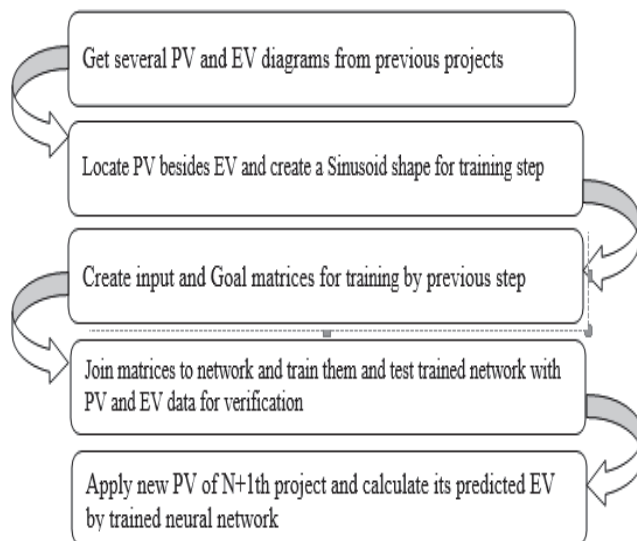 Get several PV and EV diagrams from previous projects
Locate PV besides EV and create a Sinusoid shape for training step
Create input and Goal matrices for training by previous step
Join matrices to network and train them and test trained network with
PV and EV data for verification
Apply new PV of N+1th project and calculate its predicted EV
by trained neural network